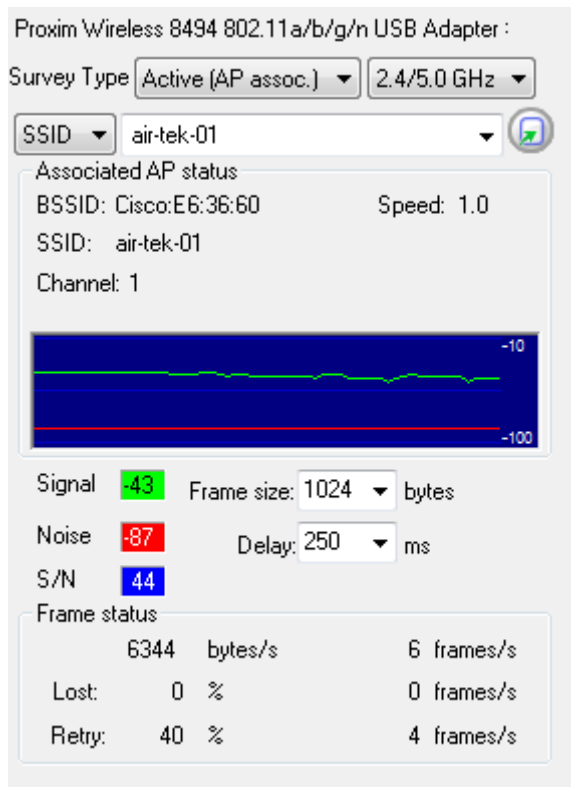 Proxim Wireless 8494 802.11a/b/g/n USB Adapter :
Survey Type Active (AP assoc.) 2.4/5.0 GHz
SSID air-tek-01
Associated AP status
BSSID: Cisco:E6:36:60 Speed: 1.0
SSID: air-tek-01
Channel: 1
-10
-100
Signal -43 Frame size: 1024 bytes
Noise -87 Delay: 250 ms
S/N 44
Frame status
6344 bytes/s 6 frames/s
Lost: 0 % 0 frames/s
Retry: 40 % 4 frames/s